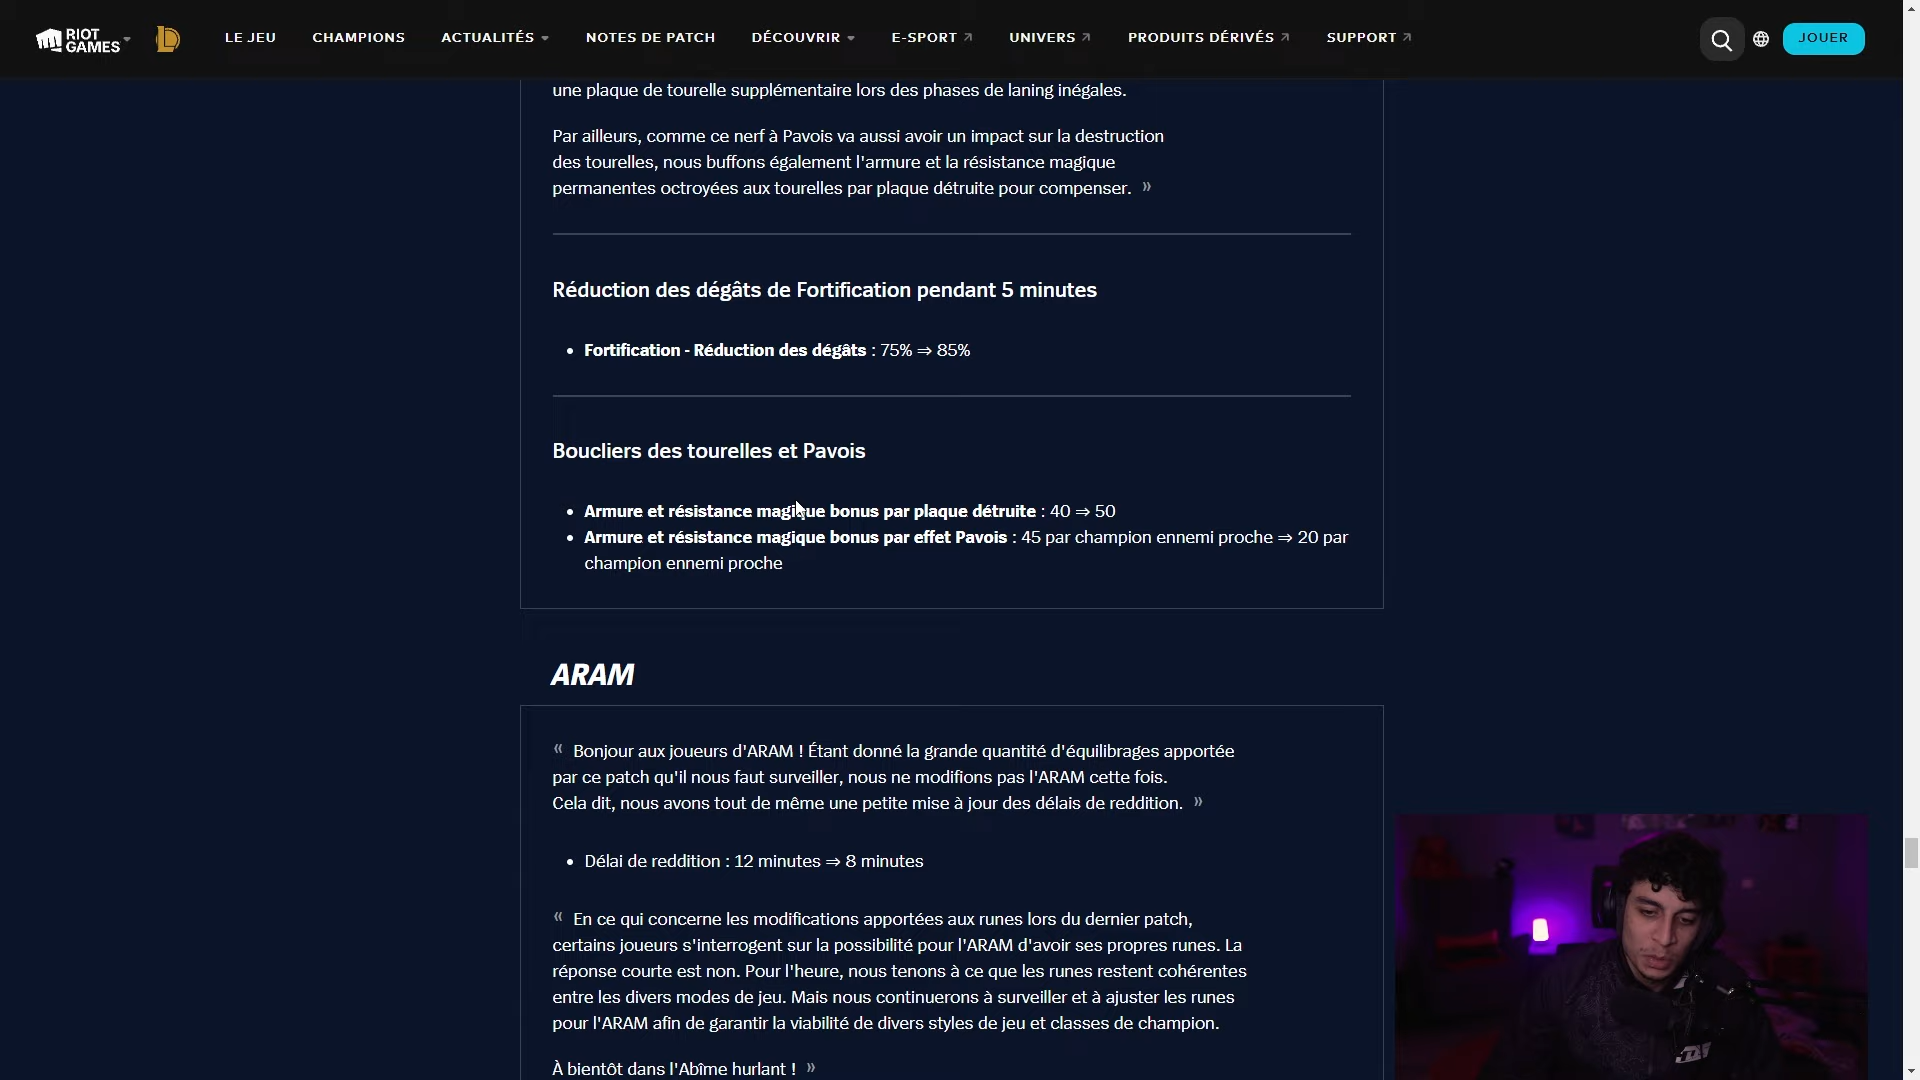 RIOT GAMES
LE JEU
CHAMPIONS
ACTUALITÉS
NOTES DE PATCH
DÉCOUVRIR
E-SPORT
UNIVERS
PRODUITS DÉRIVÉS
SUPPORT
JOUER
une plaque de tourelle supplémentaire lors des phases de laning inégales.
Par ailleurs, comme ce nerf à Pavois va aussi avoir un impact sur la destruction
des tourelles, nous buffons également l'armure et la résistance magique
permanentes octroyées aux tourelles par plaque détruite pour compenser. »
Réduction des dégâts de Fortification pendant 5 minutes
• Fortification - Réduction des dégâts : 75% ⇒ 85%
Boucliers des tourelles et Pavois
• Armure et résistance magique bonus par plaque détruite : 40 ⇒ 50
• Armure et résistance magique bonus par effet Pavois : 45 par champion ennemi proche ⇒ 20 par
champion ennemi proche
ARAM
« Bonjour aux joueurs d'ARAM ! Étant donné la grande quantité d'équilibrages apportée
par ce patch qu'il nous faut surveiller, nous ne modifions pas l'ARAM cette fois.
Cela dit, nous avons tout de même une petite mise à jour des délais de reddition. »
• Délai de reddition : 12 minutes ⇒ 8 minutes
« En ce qui concerne les modifications apportées aux runes lors du dernier patch,
certains joueurs s'interrogent sur la possibilité pour l'ARAM d'avoir ses propres runes. La
réponse courte est non. Pour l'heure, nous tenons à ce que les runes restent cohérentes
entre les divers modes de jeu. Mais nous continuerons à surveiller et à ajuster les runes
pour l'ARAM afin de garantir la viabilité de divers styles de jeu et classes de champion.
À bientôt dans l'Abîme hurlant ! »